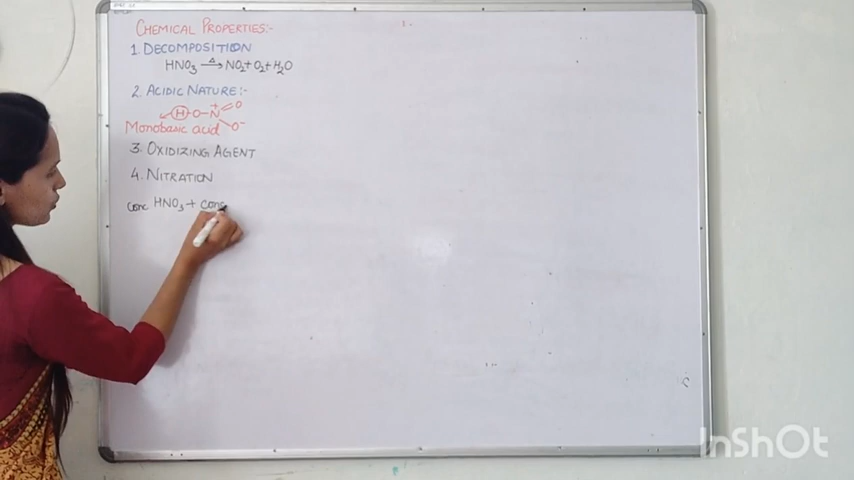 CHEMICAL PROPERTIES:-
1. DECOMPOSITION
HNO₃ —Δ→ NO₂ + O₂ + H₂O
2. ACIDIC NATURE:-
H-O-N⁺ O O⁻
Monobasic acid
3. OXIDIZING AGENT
4. NITRATION
conc HNO₃ + conc
InShOt